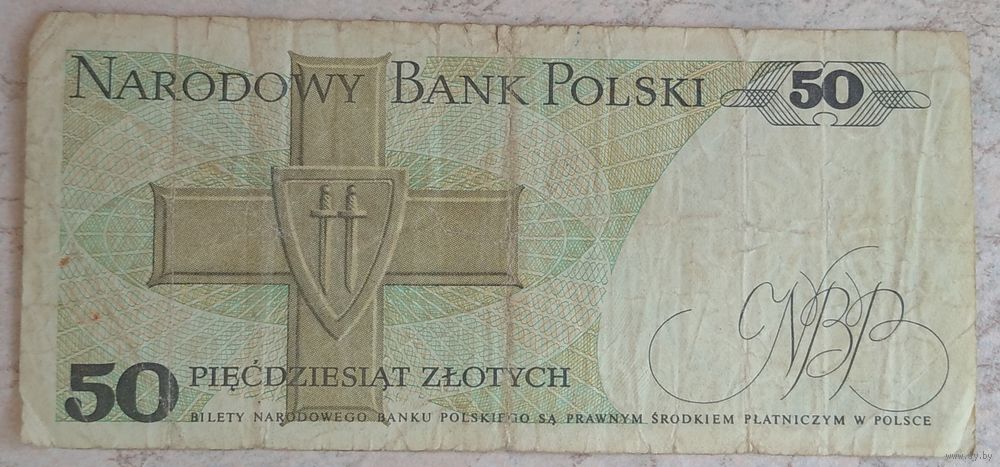 NARODOWY BANK POLSKI
50
NBP
50
PIĘĆDZIESIĄT ZŁOTYCH
BILETY NARODOWEGO BANKU POLSKIEGO SĄ PRAWNYM ŚRODKIEM PŁATNICZYM W POLSCE